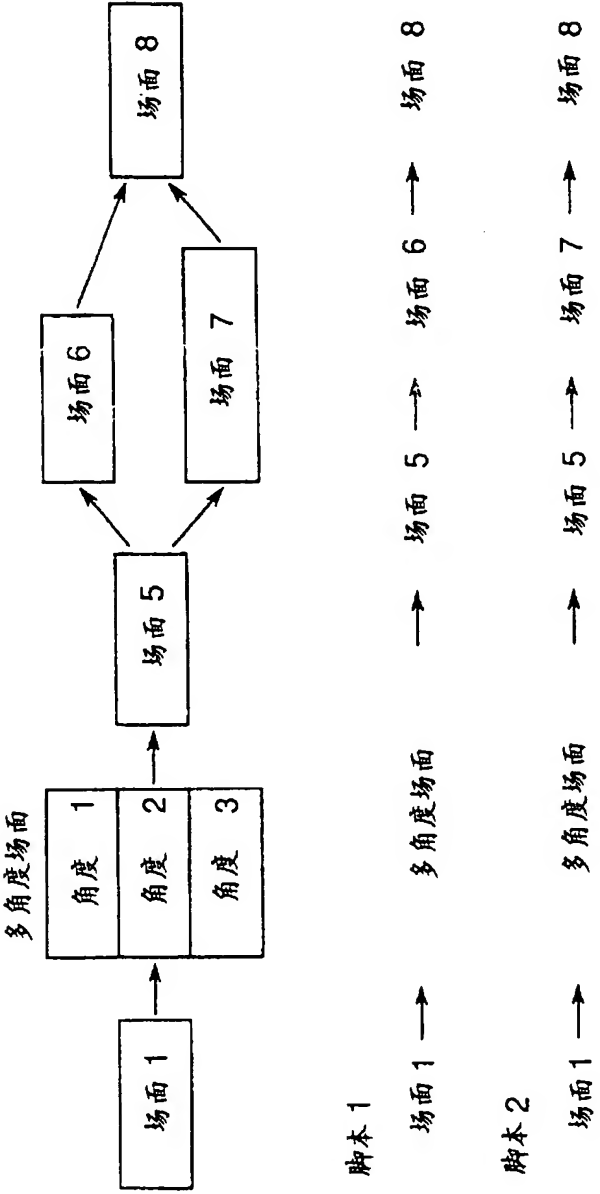 多角度场面
场面 1
角度 1
角度 2
角度 3
场面 5
场面 6
场面 7
场面 8
脚本 1
场面 1 → 多角度场面 → 场面 5 → 场面 6 → 场面 8
脚本 2
场面 1 → 多角度场面 → 场面 5 → 场面 7 → 场面 8